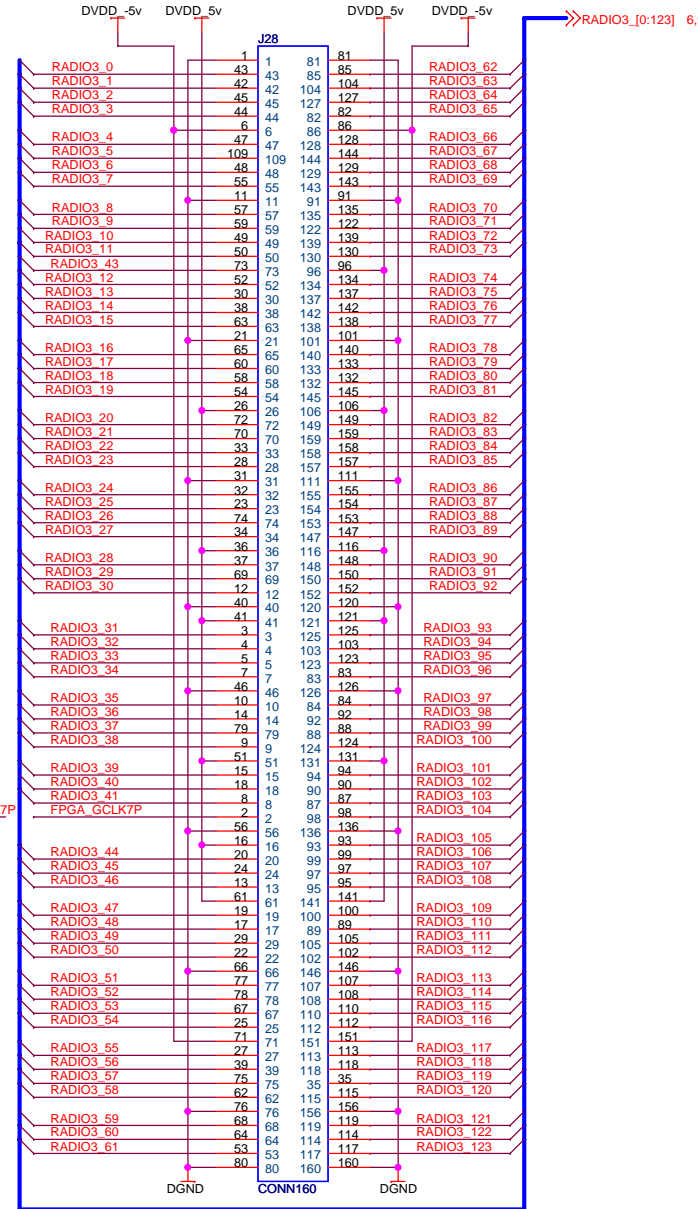 DVDD_-5v DVDD_5v DVDD_5v DVDD_-5v
RADIO3_[0:123] 6,
J28
1 1 81 81
RADIO3_0 43 43 85 85 RADIO3_62
RADIO3_1 42 42 104 104 RADIO3_63
RADIO3_2 45 45 127 127 RADIO3_64
RADIO3_3 44 44 82 82 RADIO3_65
6 6 86 86
RADIO3_4 47 47 128 128 RADIO3_66
RADIO3_5 109 109 144 144 RADIO3_67
RADIO3_6 48 48 129 129 RADIO3_68
RADIO3_7 55 55 143 143 RADIO3_69
11 11 91 91
RADIO3_8 57 57 135 135 RADIO3_70
RADIO3_9 59 59 122 122 RADIO3_71
RADIO3_10 49 49 139 139 RADIO3_72
RADIO3_11 50 50 130 130 RADIO3_73
RADIO3_43 73 73 96 96
RADIO3_12 52 52 134 134 RADIO3_74
RADIO3_13 30 30 137 137 RADIO3_75
RADIO3_14 38 38 142 142 RADIO3_76
RADIO3_15 63 63 138 138 RADIO3_77
21 21 101 101
RADIO3_16 65 65 140 140 RADIO3_78
RADIO3_17 60 60 133 133 RADIO3_79
RADIO3_18 58 58 132 132 RADIO3_80
RADIO3_19 54 54 145 145 RADIO3_81
26 26 106 106
RADIO3_20 72 72 149 149 RADIO3_82
RADIO3_21 70 70 159 159 RADIO3_83
RADIO3_22 33 33 158 158 RADIO3_84
RADIO3_23 28 28 157 157 RADIO3_85
31 31 111 111
RADIO3_24 32 32 155 155 RADIO3_86
RADIO3_25 23 23 154 154 RADIO3_87
RADIO3_26 74 74 153 153 RADIO3_88
RADIO3_27 34 34 147 147 RADIO3_89
36 36 116 116
RADIO3_28 37 37 148 148 RADIO3_90
RADIO3_29 69 69 150 150 RADIO3_91
RADIO3_30 12 12 152 152 RADIO3_92
40 40 120 120
41 41 121 121
RADIO3_31 3 3 125 125 RADIO3_93
RADIO3_32 4 4 103 103 RADIO3_94
RADIO3_33 5 5 123 123 RADIO3_95
RADIO3_34 7 7 83 83 RADIO3_96
46 46 126 126
RADIO3_35 10 10 84 84 RADIO3_97
RADIO3_36 14 14 92 92 RADIO3_98
RADIO3_37 79 79 88 88 RADIO3_99
RADIO3_38 9 9 124 124 RADIO3_100
51 51 131 131
RADIO3_39 15 15 94 94 RADIO3_101
RADIO3_40 18 18 90 90 RADIO3_102
RADIO3_41 8 8 87 87 RADIO3_103
7P FPGA_GCLK7P 2 2 98 98 RADIO3_104
56 56 136 136
16 16 93 93 RADIO3_105
RADIO3_44 20 20 99 99 RADIO3_106
RADIO3_45 24 24 97 97 RADIO3_107
RADIO3_46 13 13 95 95 RADIO3_108
61 61 141 141
RADIO3_47 19 19 100 100 RADIO3_109
RADIO3_48 17 17 89 89 RADIO3_110
RADIO3_49 29 29 105 105 RADIO3_111
RADIO3_50 22 22 102 102 RADIO3_112
66 66 146 146
RADIO3_51 77 77 107 107 RADIO3_113
RADIO3_52 78 78 108 108 RADIO3_114
RADIO3_53 67 67 110 110 RADIO3_115
RADIO3_54 25 25 112 112 RADIO3_116
71 71 151 151
RADIO3_55 27 27 113 113 RADIO3_117
RADIO3_56 39 39 118 118 RADIO3_118
RADIO3_57 75 75 35 35 RADIO3_119
RADIO3_58 62 62 115 115 RADIO3_120
76 76 156 156
RADIO3_59 68 68 119 119 RADIO3_121
RADIO3_60 64 64 114 114 RADIO3_122
RADIO3_61 53 53 117 117 RADIO3_123
80 80 160 160
DGND CONN160 DGND